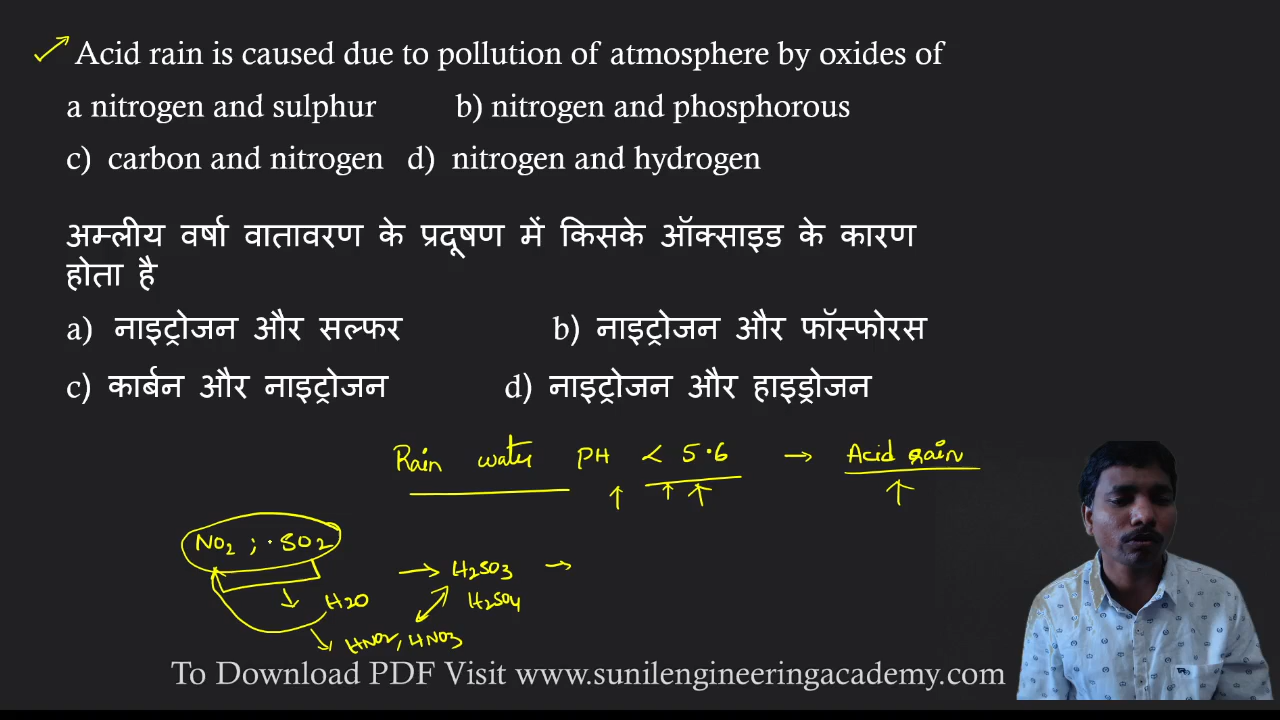 Acid rain is caused due to pollution of atmosphere by oxides of
a nitrogen and sulphur b) nitrogen and phosphorous
c) carbon and nitrogen d) nitrogen and hydrogen
अम्लीय वर्षा वातावरण के प्रदूषण में किसके ऑक्साइड के कारण
होता है
a) नाइट्रोजन और सल्फर b) नाइट्रोजन और फॉस्फोरस
c) कार्बन और नाइट्रोजन d) नाइट्रोजन और हाइड्रोजन
Rain water PH < 5.6 → Acid rain
NO2 ; SO2
→ H2SO3 →
H2O H2SO4
HNO2, HNO3
To Download PDF Visit www.sunilengineeringacademy.com